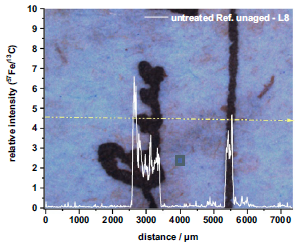 untreated Ref. unaged - L8
relative intensity (⁵⁷Fe/¹³C)
10
9
8
7
6
5
4
3
2
1
0
0 1000 2000 3000 4000 5000 6000 7000
distance / µm